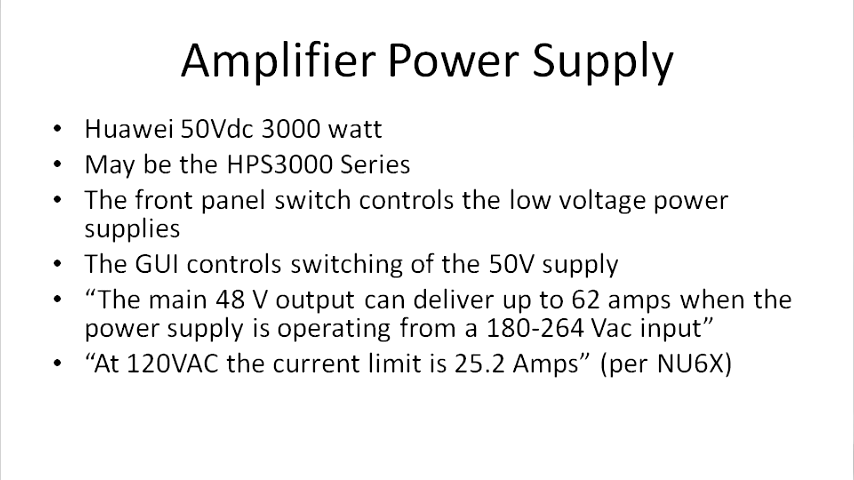 Amplifier Power Supply
• Huawei 50Vdc 3000 watt
• May be the HPS3000 Series
• The front panel switch controls the low voltage power
supplies
• The GUI controls switching of the 50V supply
• “The main 48 V output can deliver up to 62 amps when the
power supply is operating from a 180-264 Vac input”
• “At 120VAC the current limit is 25.2 Amps” (per NU6X)